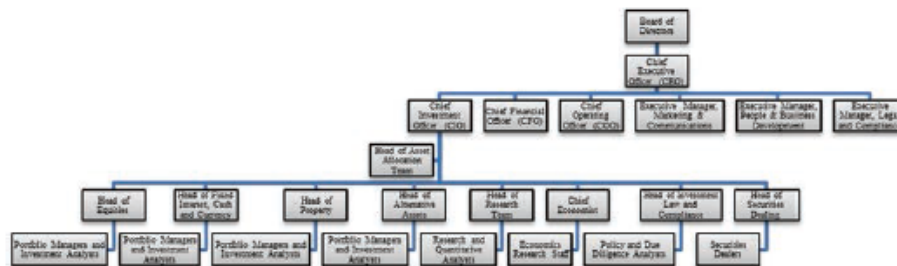 Board of
Directors
Chief
Executive
Officer (CEO)
Chief
Investment
Officer (CIO)
Chief Financial
Officer (CFO)
Chief
Operating
Officer (COO)
Executive Manager,
Marketing &
Communications
Executive Manager,
People & Business
Development
Executive
Manager, Legal
and Compliance
Head of Asset
Allocation
Team
Head of
Equities
Head of Fixed
Interest, Cash
and Currency
Head of
Property
Head of
Alternative
Assets
Head of
Research
Team
Chief
Economist
Head of Investment
Law and
Compliance
Head of
Securities
Dealing
Portfolio Managers and
Investment Analysts
Portfolio Managers
and Investment
Analysts
Portfolio Managers and
Investment Analysts
Portfolio Managers
and Investment
Analysts
Research and
Quantitative Analysts
Economics
Research Staff
Policy and Due
Diligence Analysts
Securities
Dealers